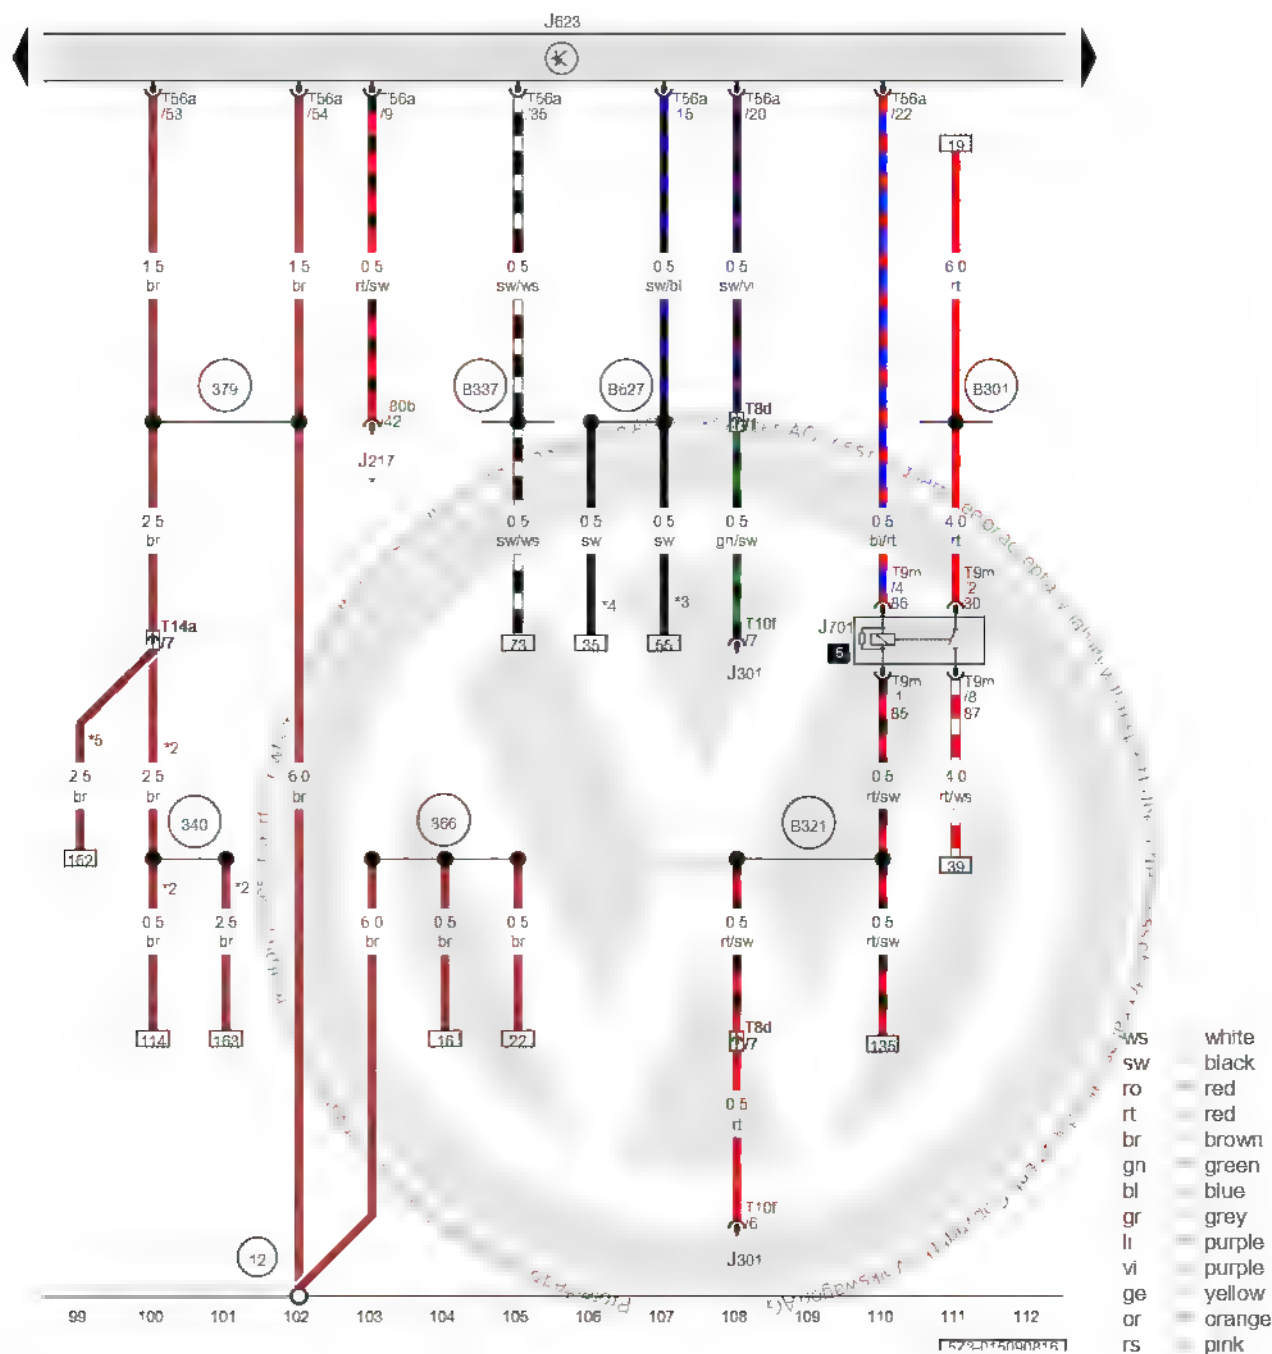 J623
T56a
/53
T56a
/54
T56a
/9
T56a
/35
T56a
15
T56a
/20
T56a
/22
19
1 5
br
1 5
br
0 5
rt/sw
0 5
sw/ws
0 5
sw/bl
0 5
sw/vi
6 0
rt
379
B337
B627
B301
80b
/42
J217
*
T8d
/1
2 5
br
0 5
sw/ws
0 5
sw
0 5
sw
0 5
gn/sw
0 5
bl/rt
4 0
rt
T9m
/4
86
T9m
/2
30
T14a
/7
*4
*3
T10f
/7
J701
5
73
35
55
J301
T9m
1
85
T9m
/8
87
*5
*2
2 5
br
2 5
br
6 0
br
0 5
rt/sw
4 0
rt/ws
340
366
B321
162
39
*2
*2
0 5
br
2 5
br
6 0
br
0 5
br
0 5
br
0 5
rt/sw
0 5
rt/sw
114
163
16
22
T8d
/7
135
0 5
rt
T10f
/6
J301
12
99 100 101 102 103 104 105 106 107 108 109 110 111 112
ws = white
sw = black
ro = red
rt = red
br = brown
gn = green
bl = blue
gr = grey
li = purple
vi = purple
ge = yellow
or = orange
rs = pink